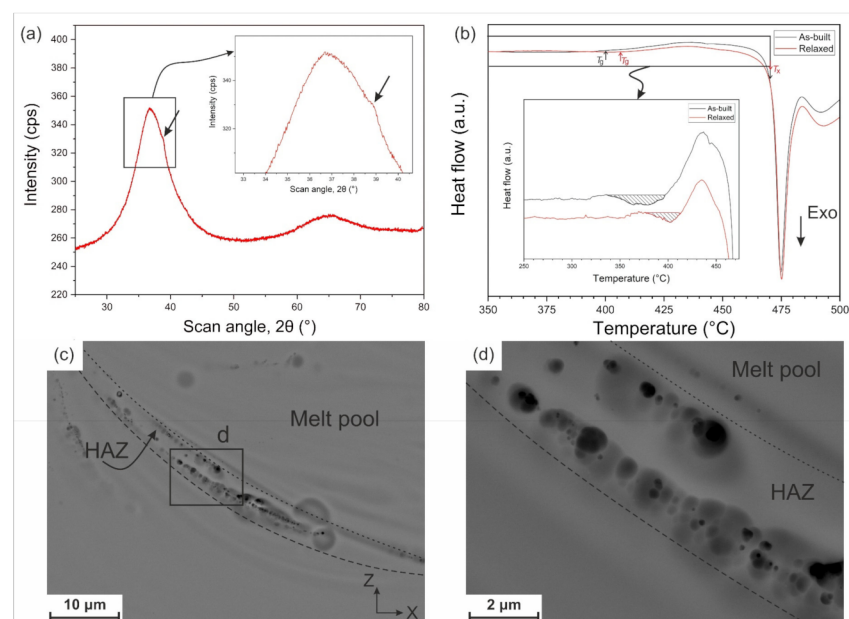 (a)
Intensity (cps)
400
380
360
340
320
300
280
260
240
220
30
40
50
60
70
80
Scan angle, 2θ (°)
Intensity (cps)
350
340
330
320
33
34
35
36
37
38
39
40
Scan angle, 2θ (°)
(b)
As-built
Relaxed
Tg
Tg
Tx
Heat flow (a.u.)
Exo
As-built
Relaxed
Heat flow (a.u.)
250
300
350
400
450
Temperature (°C)
350
375
400
425
450
475
500
Temperature (°C)
(c)
Melt pool
HAZ
d
Z
X
10 µm
(d)
Melt pool
HAZ
2 µm